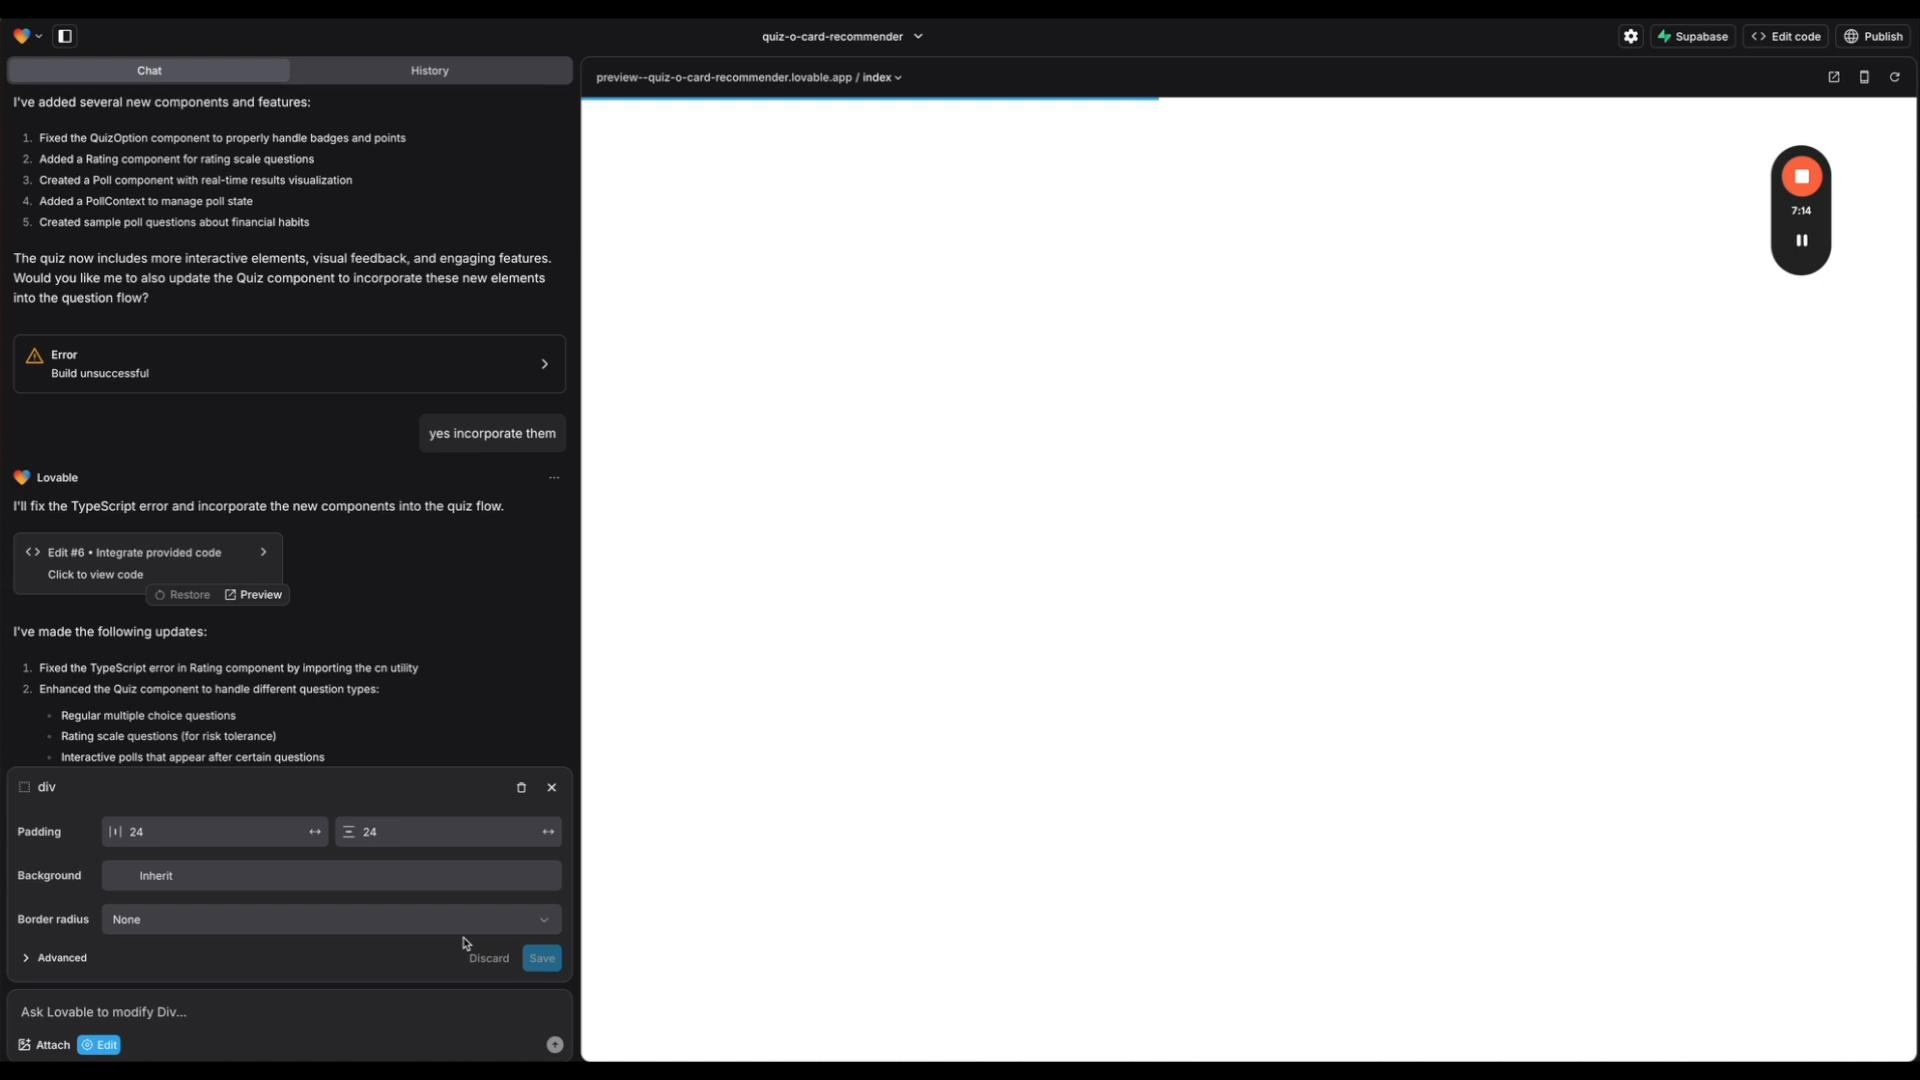 quiz-o-card-recommender
Supabase
Edit code
Publish
Chat
History
preview--quiz-o-card-recommender.lovable.app / index
I've added several new components and features:
1. Fixed the QuizOption component to properly handle badges and points
2. Added a Rating component for rating scale questions
3. Created a Poll component with real-time results visualization
4. Added a PollContext to manage poll state
5. Created sample poll questions about financial habits
The quiz now includes more interactive elements, visual feedback, and engaging features.
Would you like me to also update the Quiz component to incorporate these new elements
into the question flow?
7:14
Error
Build unsuccessful
yes incorporate them
Lovable
I'll fix the TypeScript error and incorporate the new components into the quiz flow.
Edit #6 • Integrate provided code
Click to view code
Restore
Preview
I've made the following updates:
1. Fixed the TypeScript error in Rating component by importing the cn utility
2. Enhanced the Quiz component to handle different question types:
• Regular multiple choice questions
• Rating scale questions (for risk tolerance)
• Interactive polls that appear after certain questions
div
Padding
24
24
Background
Inherit
Border radius
None
Advanced
Discard
Save
Ask Lovable to modify Div...
Attach
Edit